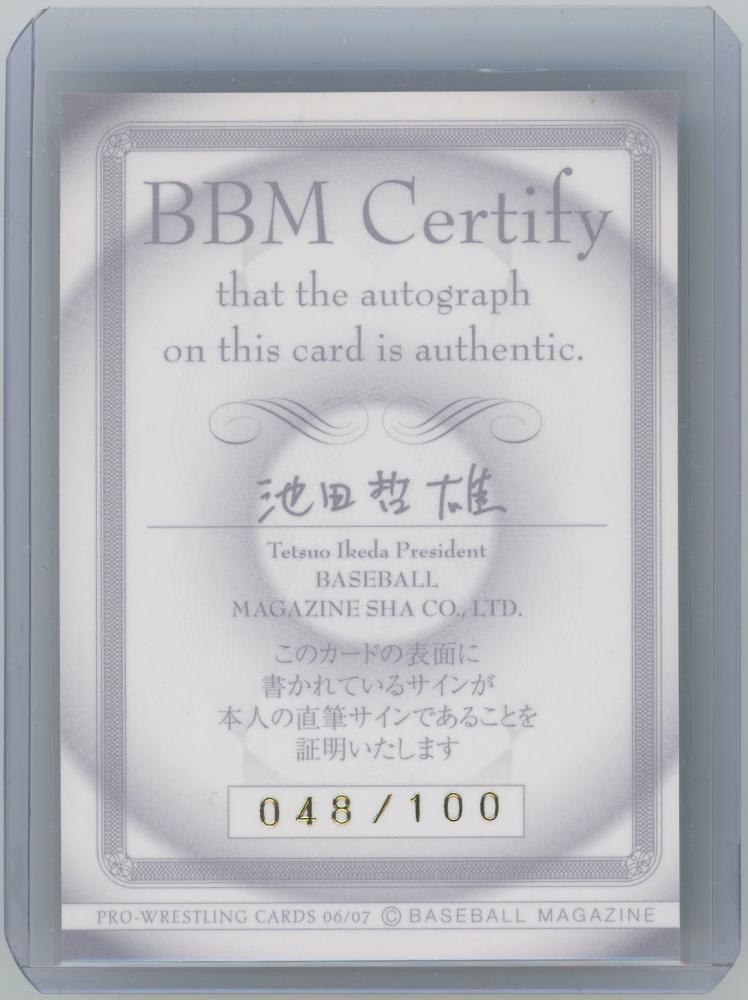 BBM Certify
that the autograph
on this card is authentic.
池田哲雄
Tetsuo Ikeda President
BASEBALL
MAGAZINE SHA CO., LTD.
このカードの表面に
書かれているサインが
本人の直筆サインであることを
証明いたします
048/100
PRO-WRESTLING CARDS 06/07 © BASEBALL MAGAZINE